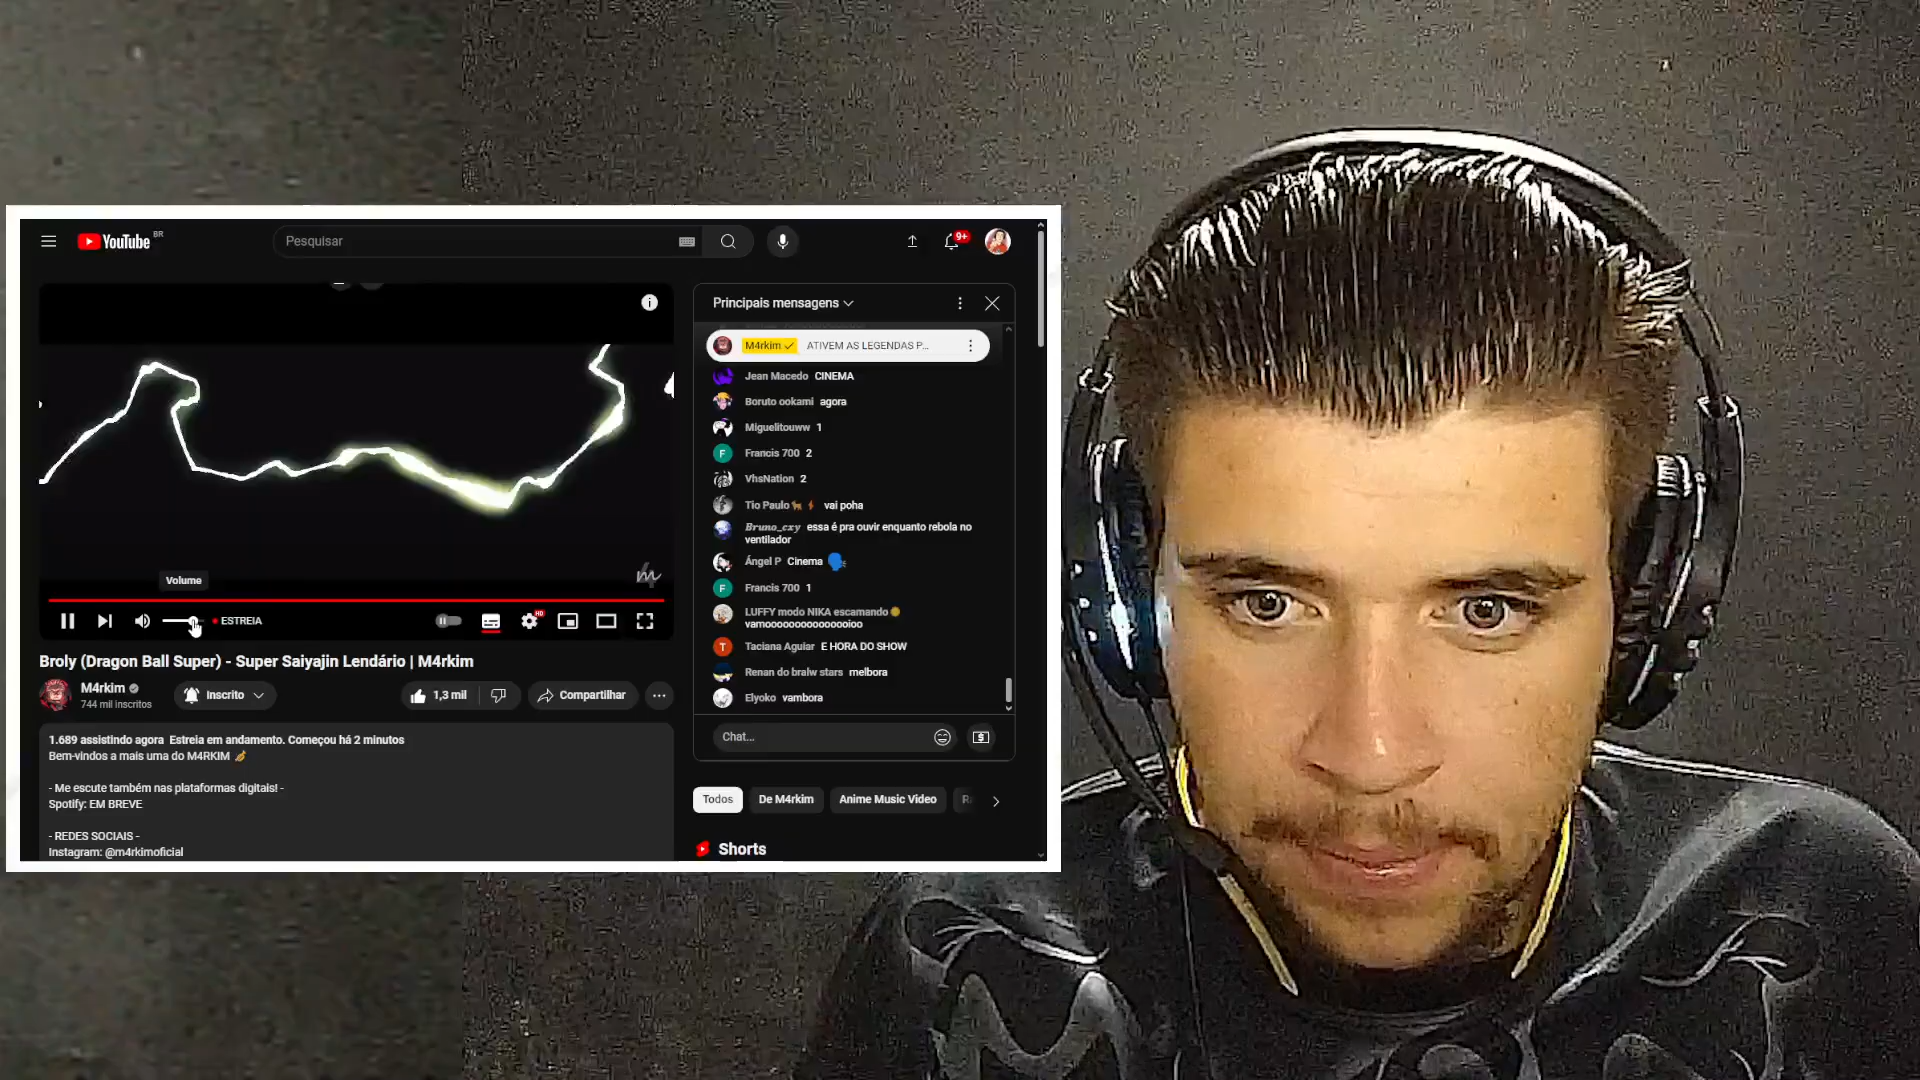 YouTube BR
Pesquisar
9+
Principais mensagens
M4rkim ATIVEM AS LEGENDAS P...
Jean Macedo CINEMA
Boruto ookami agora
Miguelitouww 1
Francis 700 2
VhsNation 2
Tio Paulo vai poha
Bruno_cxy essa é pra ouvir enquanto rebola no
ventilador
Ángel P Cinema
Francis 700 1
LUFFY modo NIKA escamando
vamooooooooooooooioo
Taciana Aguiar E HORA DO SHOW
Renan do bralw stars melbora
Elyoko vambora
Chat...
Volume
ESTREIA
HD
Broly (Dragon Ball Super) - Super Saiyajin Lendário | M4rkim
M4rkim
744 mil inscritos
Inscrito
1,3 mil
Compartilhar
1.689 assistindo agora Estreia em andamento. Começou há 2 minutos
Bem-vindos a mais uma do M4RKIM
- Me escute também nas plataformas digitais! -
Spotify: EM BREVE
- REDES SOCIAIS -
Instagram: @m4rkimoficial
Todos
De M4rkim
Anime Music Video
Shorts